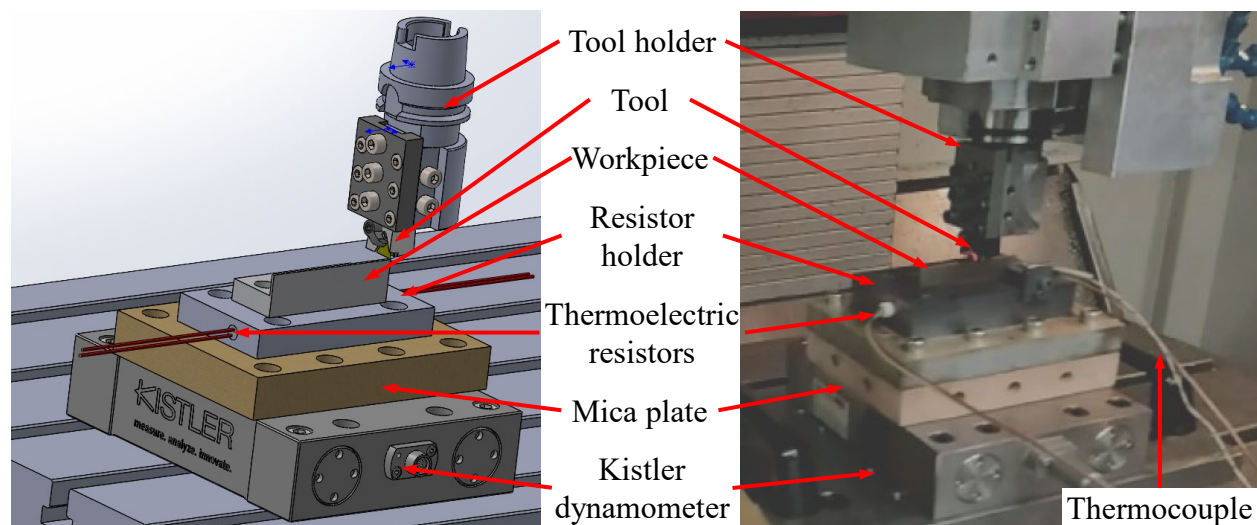 Tool holder
Tool
Workpiece
Resistor
holder
Thermoelectric
resistors
Mica plate
Kistler
dynamometer
Thermocouple
KISTLER
measure. analyze. innovate.